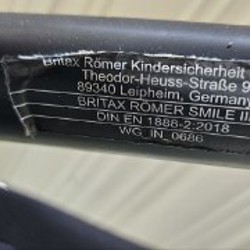 Britax Römer Kindersicherheit
Theodor-Heuss-Straße 9
89340 Leipheim, German
BRITAX RÖMER SMILE III
DIN EN 1888-2:2018
WG_IN_0686